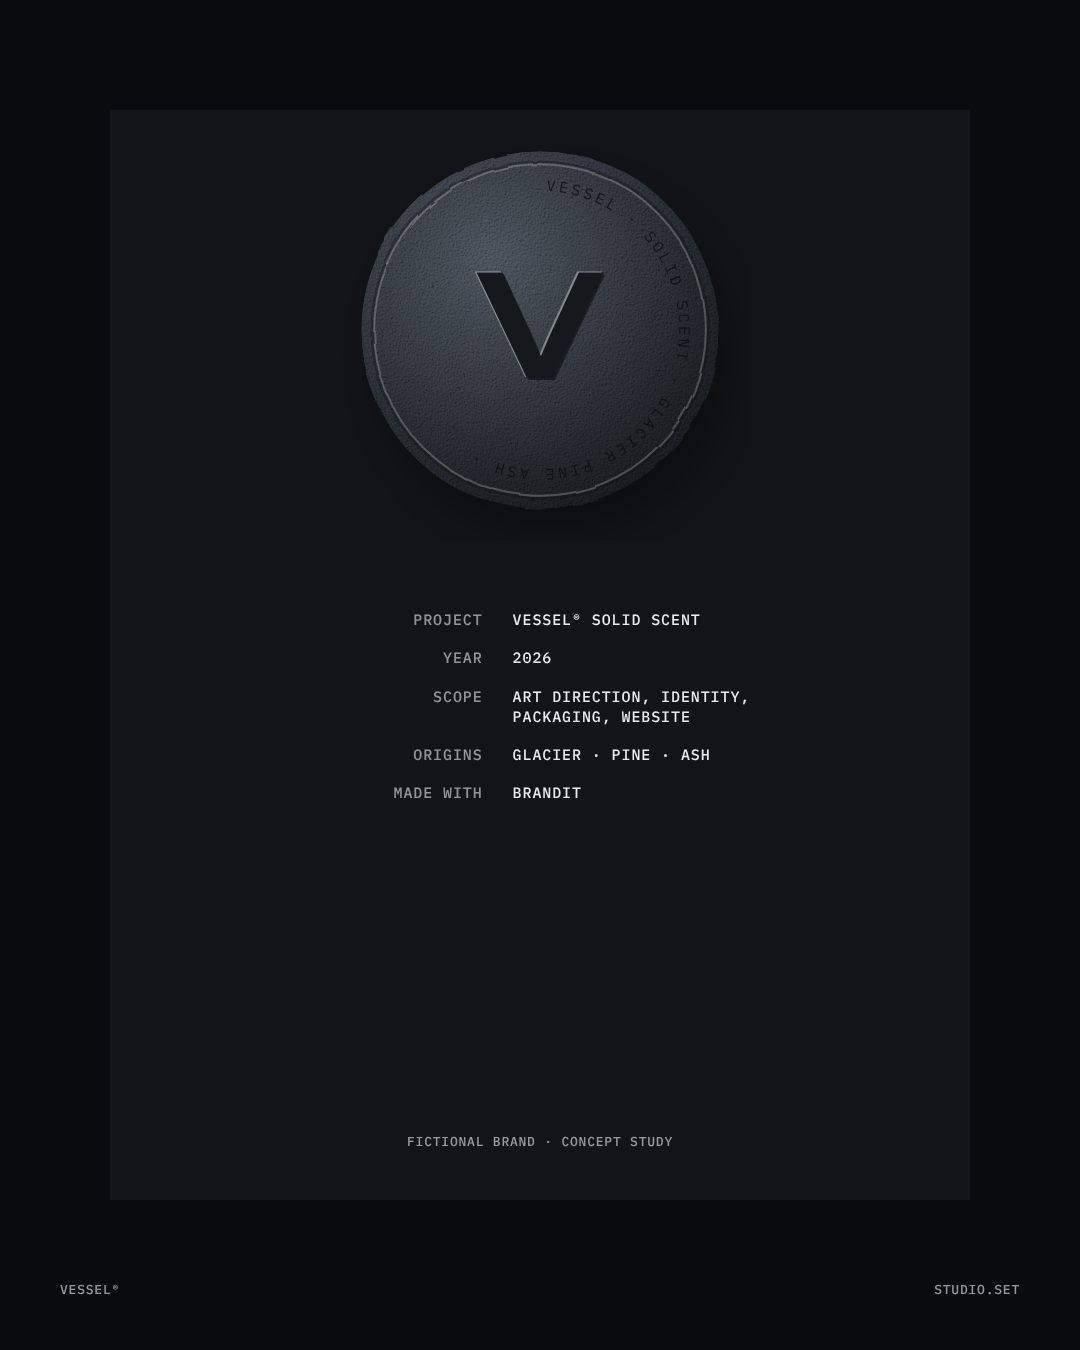 VESSEL · SOLID SCENT · GLACIER PINE ASH ·
V
PROJECT VESSEL® SOLID SCENT
YEAR 2026
SCOPE ART DIRECTION, IDENTITY,
PACKAGING, WEBSITE
ORIGINS GLACIER · PINE · ASH
MADE WITH BRANDIT
FICTIONAL BRAND · CONCEPT STUDY
VESSEL® STUDIO.SET